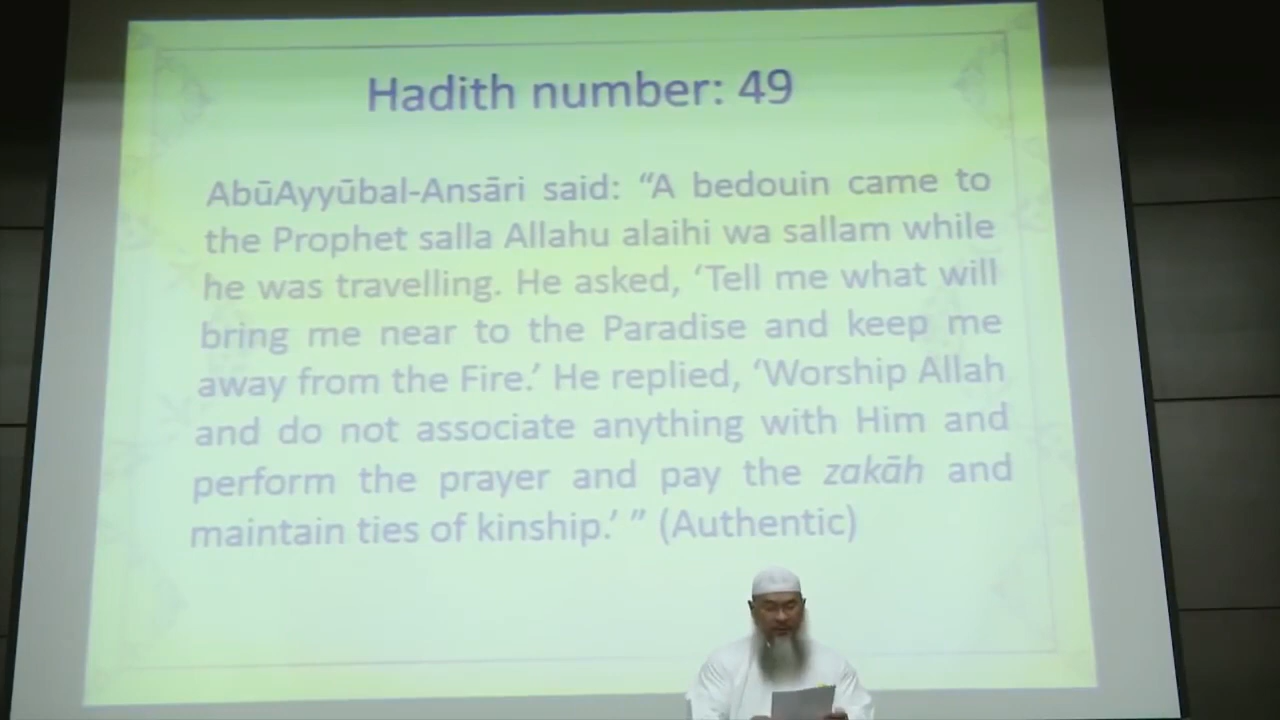 Hadith number: 49
AbūAyyūbal-Ansāri said: “A bedouin came to
the Prophet salla Allahu alaihi wa sallam while
he was travelling. He asked, ‘Tell me what will
bring me near to the Paradise and keep me
away from the Fire.’ He replied, ‘Worship Allah
and do not associate anything with Him and
perform the prayer and pay the zakāh and
maintain ties of kinship.’ ” (Authentic)